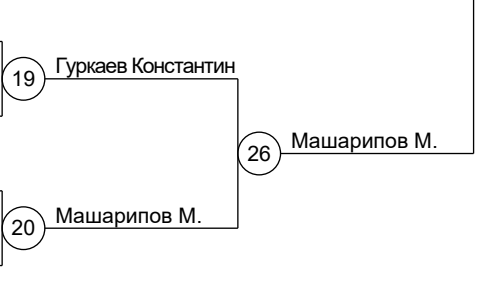 19 Гуркаев Константин
26 Машарипов М.
20 Машарипов М.